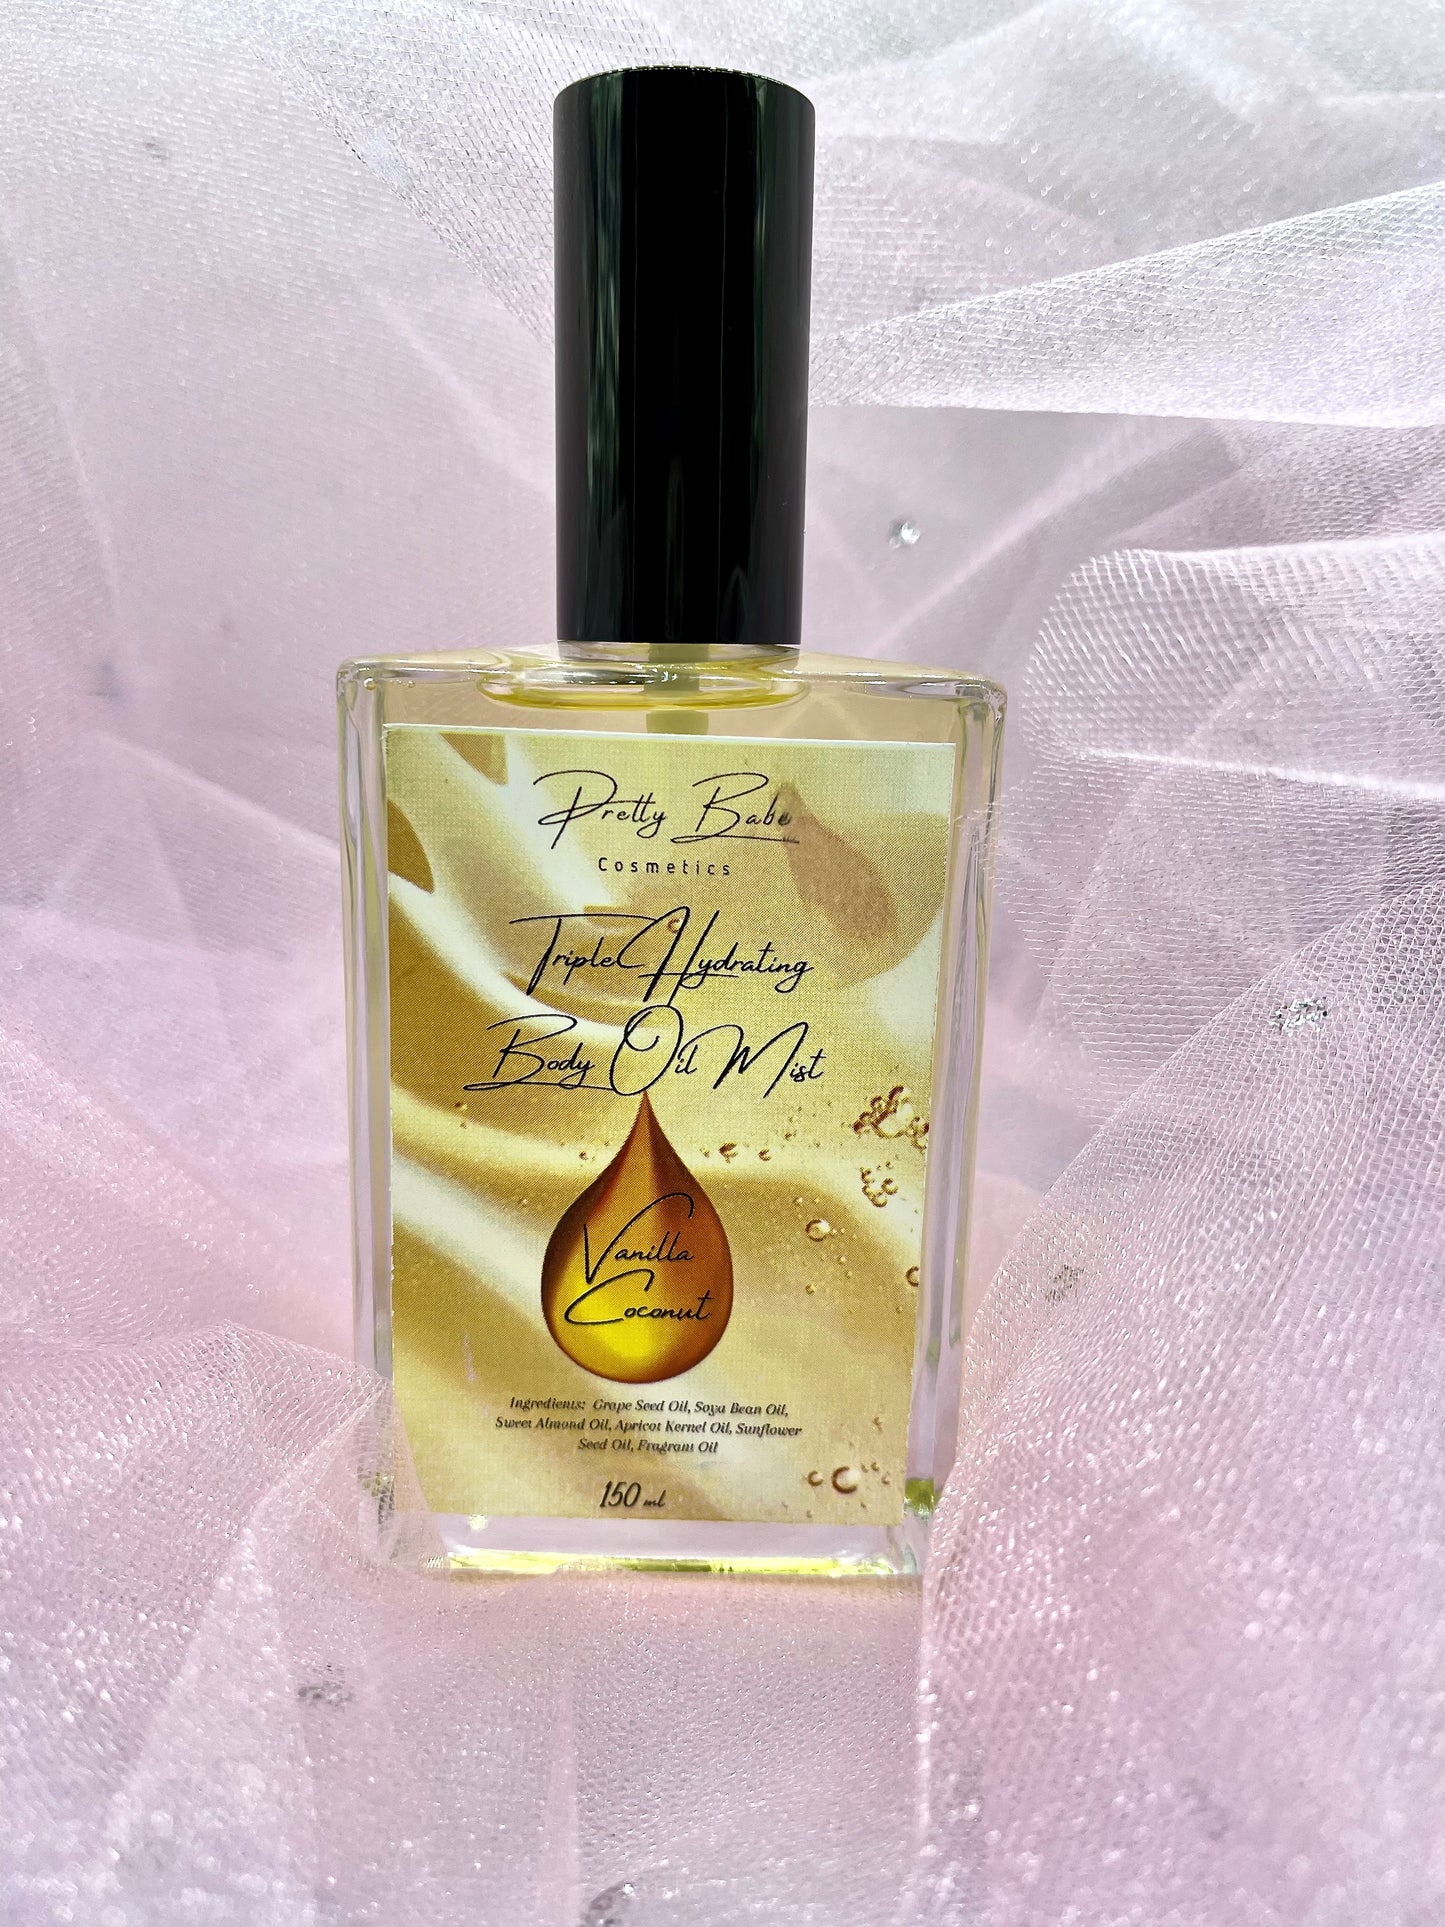 Pretty Babe
Cosmetics
Triple Hydrating
Body Oil Mist
Vanilla
Coconut
Ingredients: Grape Seed Oil, Soya Bean Oil,
Sweet Almond Oil, Apricot Kernel Oil, Sunflower
Seed Oil, Fragrant Oil
150 ml